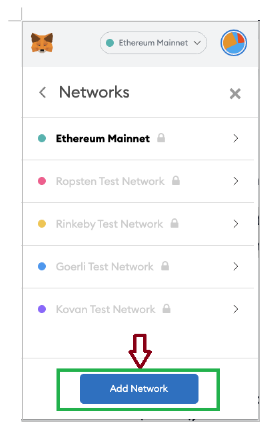 Ethereum Mainnet
Networks
Ethereum Mainnet
Ropsten Test Network
Rinkeby Test Network
Goerli Test Network
Kovan Test Network
Add Network